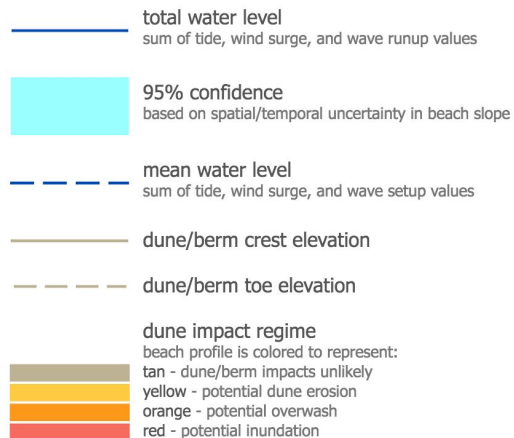 total water level
sum of tide, wind surge, and wave runup values
95% confidence
based on spatial/temporal uncertainty in beach slope
mean water level
sum of tide, wind surge, and wave setup values
dune/berm crest elevation
dune/berm toe elevation
dune impact regime
beach profile is colored to represent:
tan - dune/berm impacts unlikely
yellow - potential dune erosion
orange - potential overwash
red - potential inundation